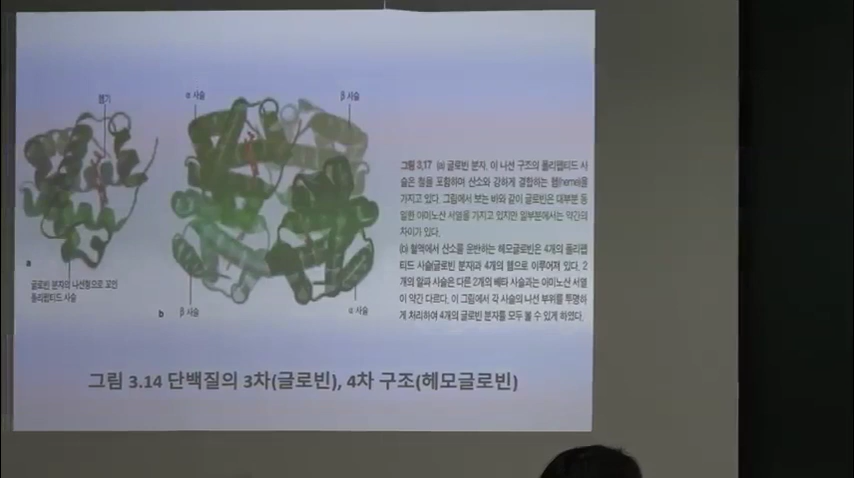 헴기
α 사슬
β 사슬
a
글로빈 분자의 나선형으로 꼬인
폴리펩티드 사슬
b
β 사슬
α 사슬
그림 3.17 (a) 글로빈 분자. 이 나선 구조의 폴리펩티드 사
슬은 철을 포함하여 산소와 강하게 결합하는 헴(heme)을
가지고 있다. 그림에서 보는 바와 같이 글로빈은 대부분 동
일한 아미노산 서열을 가지고 있지만 일부분에서는 약간의
차이가 있다.
(b) 혈액에서 산소를 운반하는 헤모글로빈은 4개의 폴리펩
티드 사슬(글로빈 분자)과 4개의 헴으로 이루어져 있다. 2
개의 알파 사슬은 다른 2개의 베타 사슬과는 아미노산 서열
이 약간 다르다. 이 그림에서 각 사슬의 나선 부위를 투명하
게 처리하여 4개의 글로빈 분자를 모두 볼 수 있게 하였다.
그림 3.14 단백질의 3차(글로빈), 4차 구조(헤모글로빈)